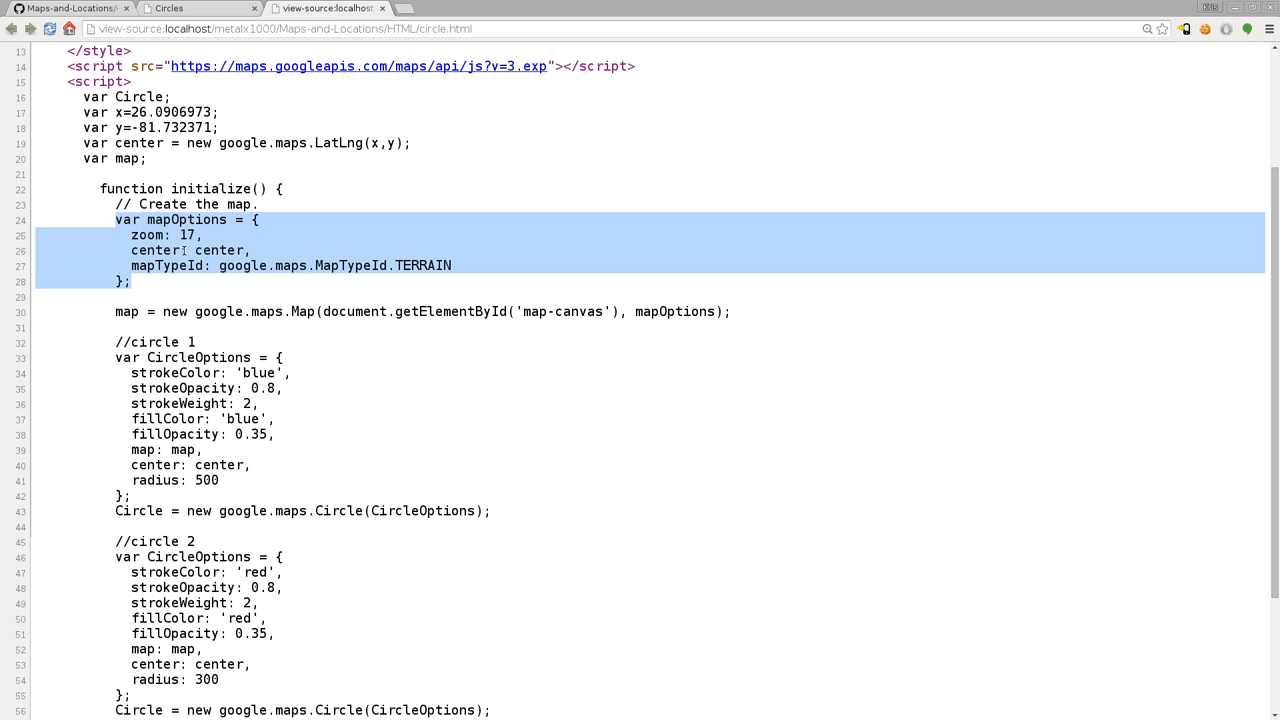 Maps-and-Locations/
Circles
view-source:localhost/
Kris
view-source:localhost/metalx1000/Maps-and-Locations/HTML/circle.html
13 </style>
14 <script src="https://maps.googleapis.com/maps/api/js?v=3.exp"></script>
15 <script>
16 var Circle;
17 var x=26.0906973;
18 var y=-81.732371;
19 var center = new google.maps.LatLng(x,y);
20 var map;
21
22 function initialize() {
23 // Create the map.
24 var mapOptions = {
25 zoom: 17,
26 center: center,
27 mapTypeId: google.maps.MapTypeId.TERRAIN
28 };
29
30 map = new google.maps.Map(document.getElementById('map-canvas'), mapOptions);
31
32 //circle 1
33 var CircleOptions = {
34 strokeColor: 'blue',
35 strokeOpacity: 0.8,
36 strokeWeight: 2,
37 fillColor: 'blue',
38 fillOpacity: 0.35,
39 map: map,
40 center: center,
41 radius: 500
42 };
43 Circle = new google.maps.Circle(CircleOptions);
44
45 //circle 2
46 var CircleOptions = {
47 strokeColor: 'red',
48 strokeOpacity: 0.8,
49 strokeWeight: 2,
50 fillColor: 'red',
51 fillOpacity: 0.35,
52 map: map,
53 center: center,
54 radius: 300
55 };
56 Circle = new google.maps.Circle(CircleOptions);